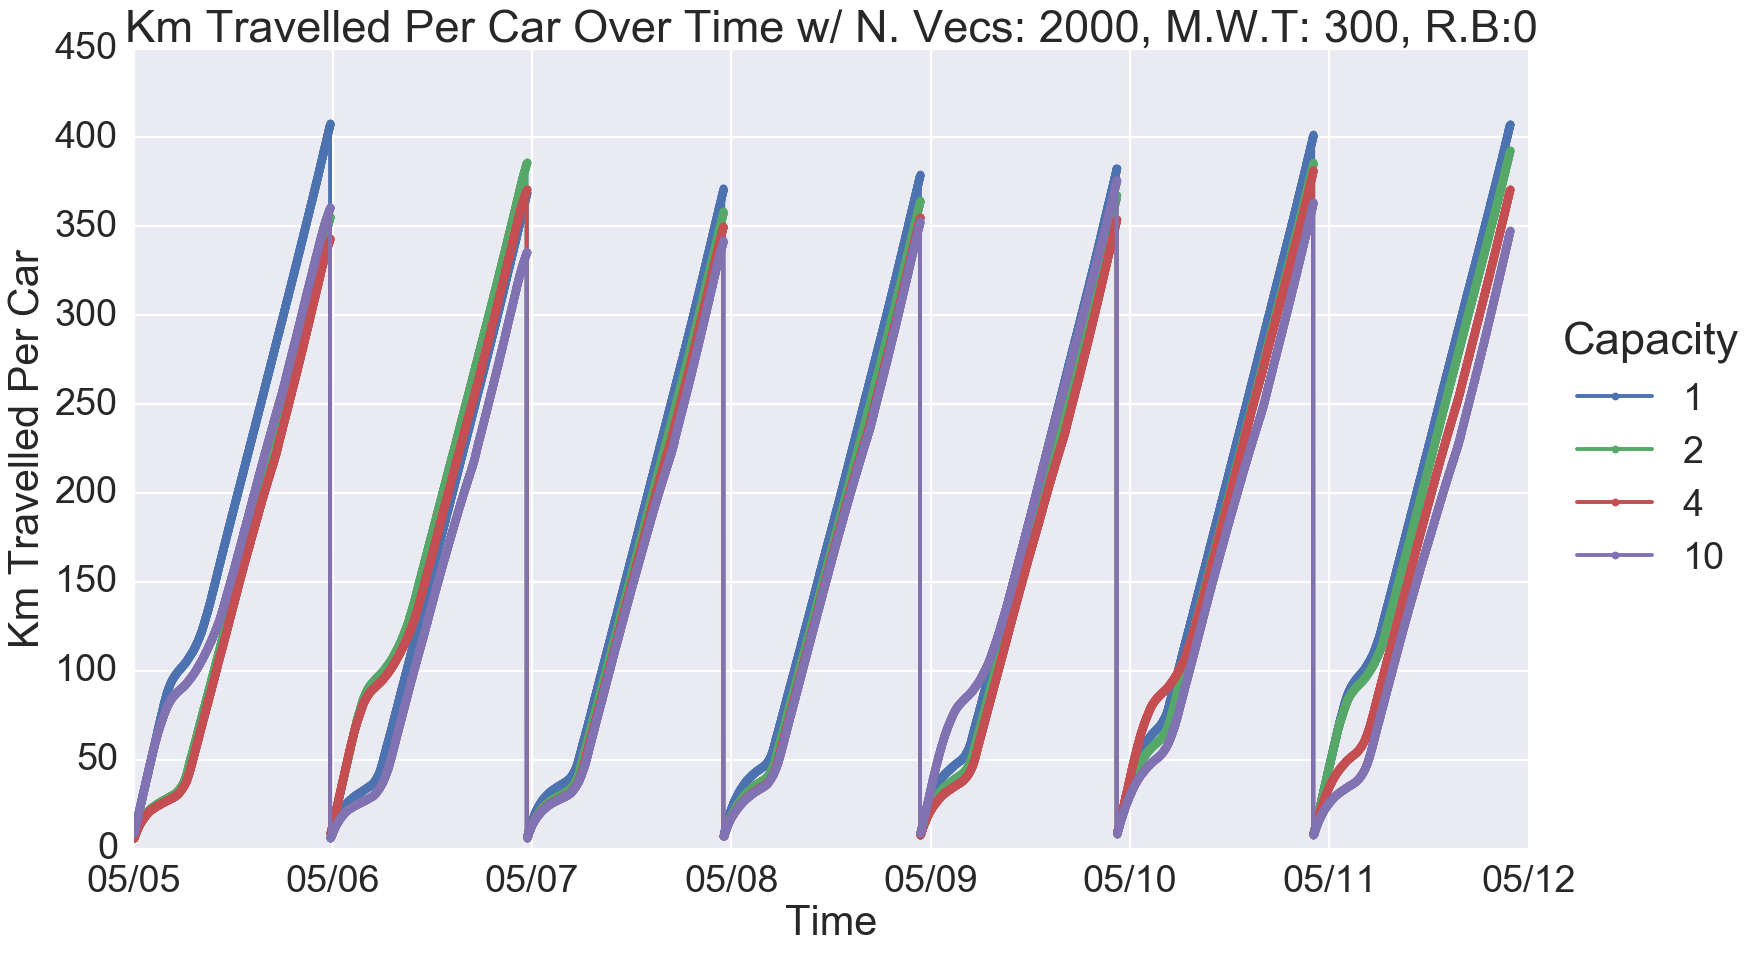 Km Travelled Per Car Over Time w/ N. Vecs: 2000, M.W.T: 300, R.B:0
450
400
350
300
250
200
150
100
50
0
Km Travelled Per Car
05/05 05/06 05/07 05/08 05/09 05/10 05/11 05/12
Time
Capacity
1
2
4
10